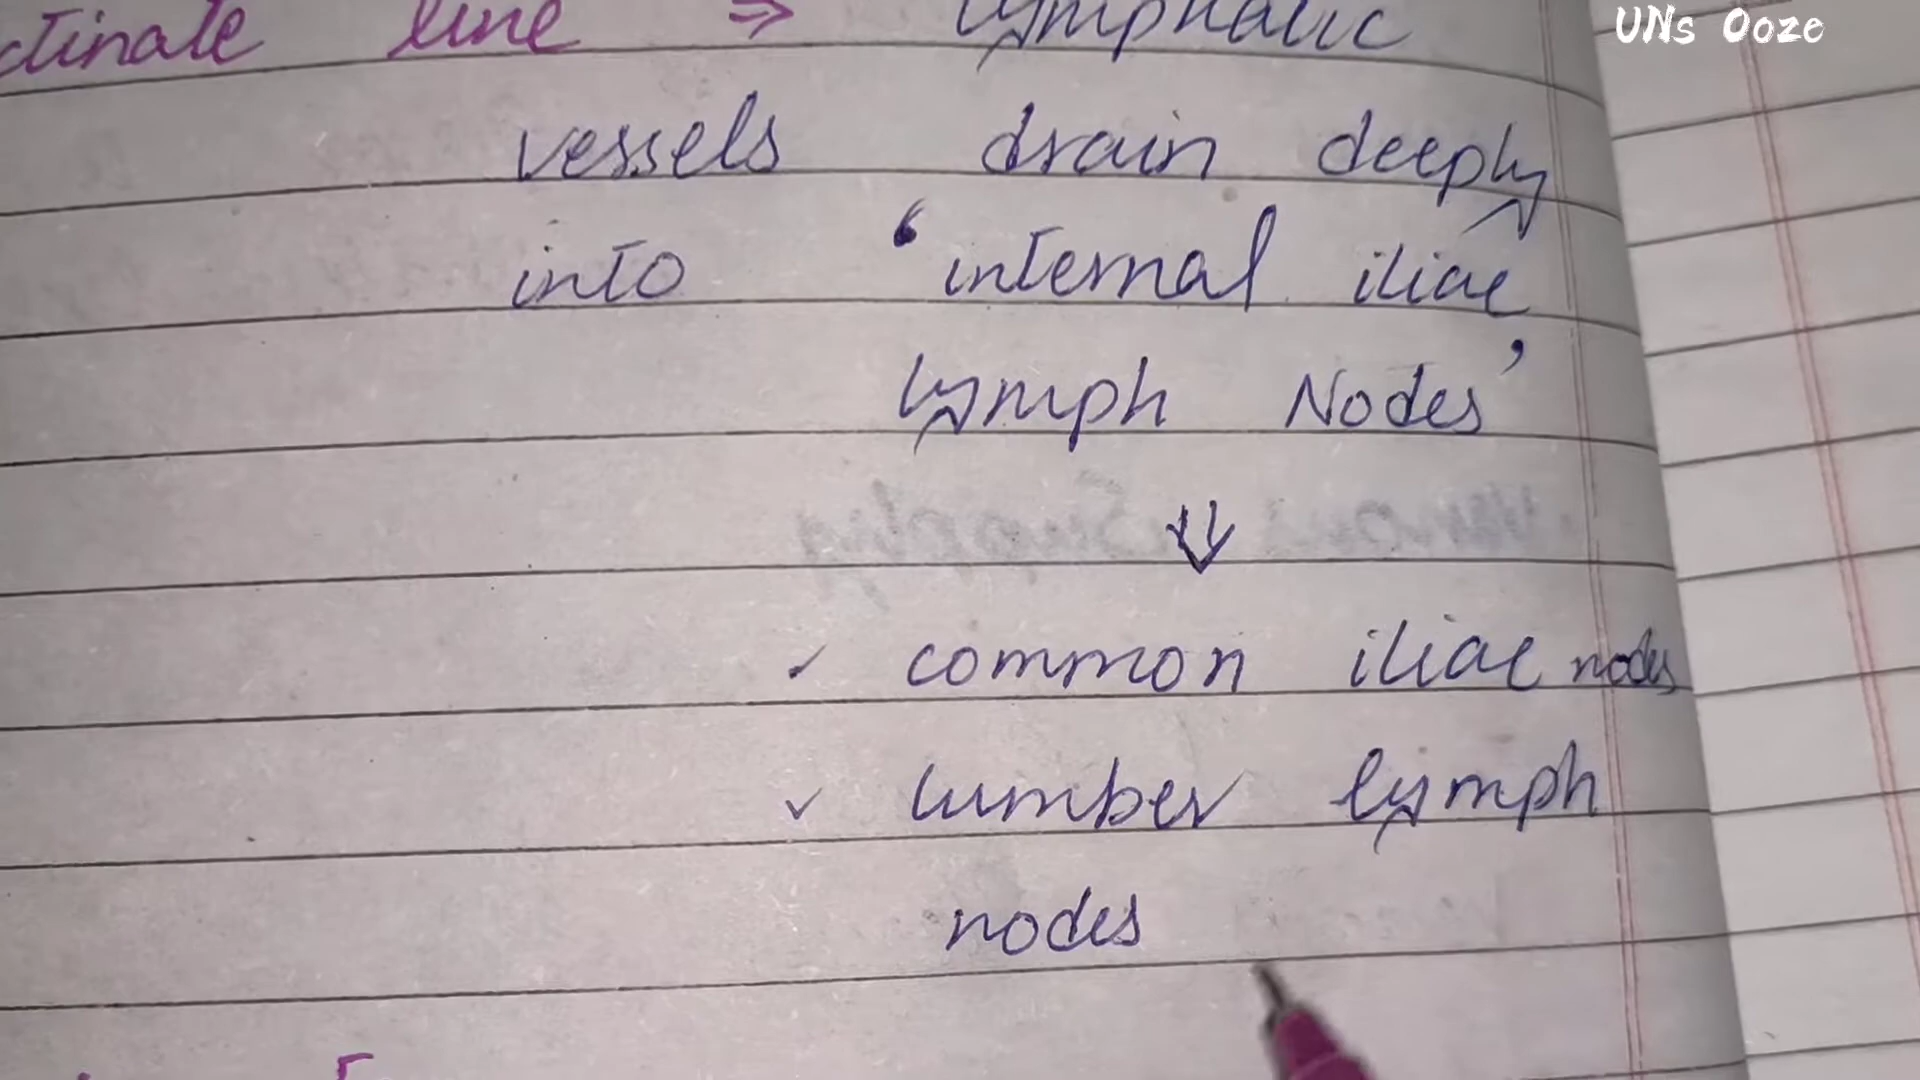 UNs Ooze
ctinate line ⇒ lymphatic
vessels drain deeply
into ‘internal iliac
lymph Nodes’
⇓
✓ common iliac nodes
✓ lumber lymph
nodes